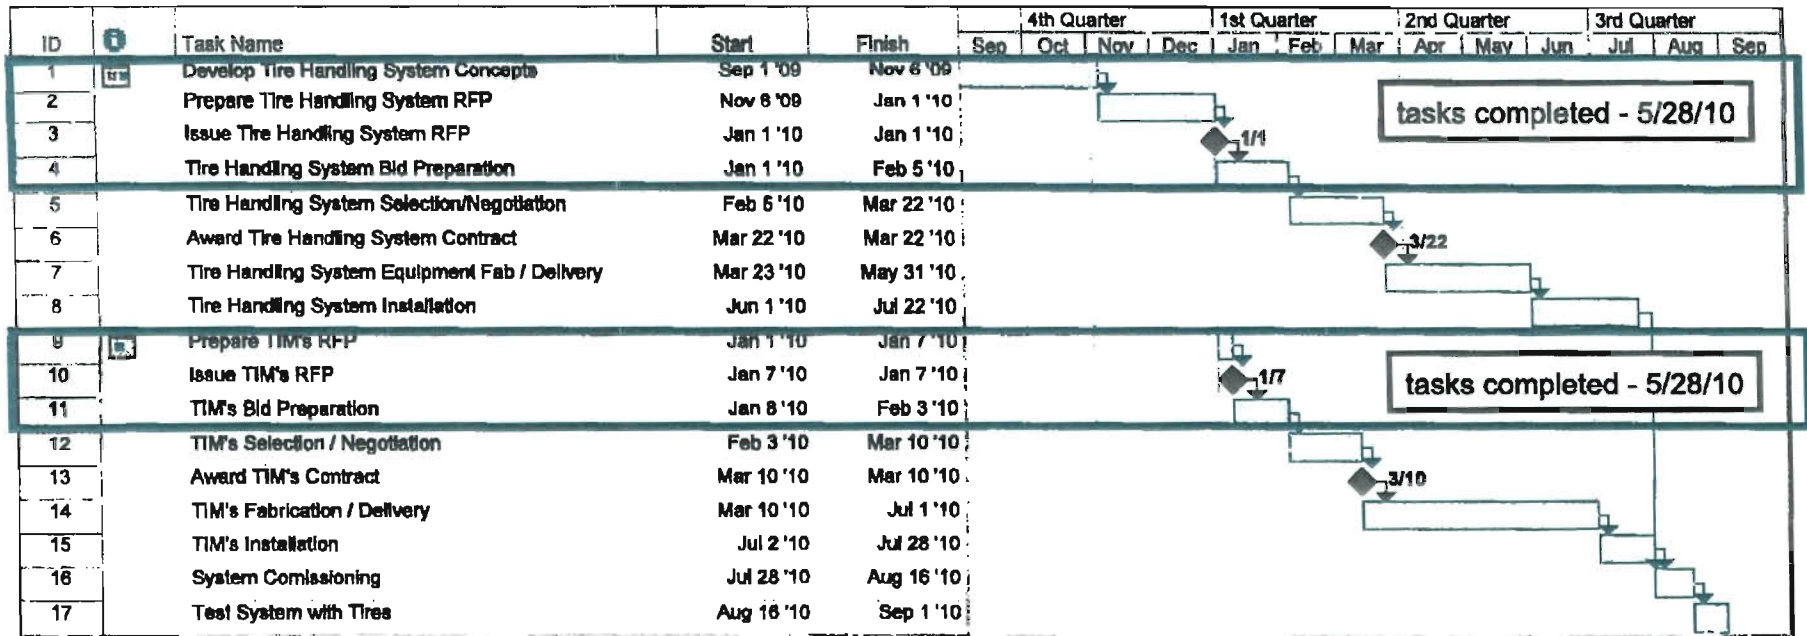 4th Quarter 1st Quarter 2nd Quarter 3rd Quarter
ID Task Name Start Finish Sep Oct Nov Dec Jan Feb Mar Apr May Jun Jul Aug Sep
1 Develop Tire Handling System Concepts Sep 1 '09 Nov 6 '09
2 Prepare Tire Handling System RFP Nov 6 '09 Jan 1 '10
tasks completed - 5/28/10
3 Issue Tire Handling System RFP Jan 1 '10 Jan 1 '10 1/1
4 Tire Handling System Bid Preparation Jan 1 '10 Feb 5 '10
5 Tire Handling System Selection/Negotiation Feb 5 '10 Mar 22 '10
6 Award Tire Handling System Contract Mar 22 '10 Mar 22 '10 3/22
7 Tire Handling System Equipment Fab / Delivery Mar 23 '10 May 31 '10
8 Tire Handling System Installation Jun 1 '10 Jul 22 '10
9 Prepare TIM's RFP Jan 1 '10 Jan 7 '10
10 Issue TIM's RFP Jan 7 '10 Jan 7 '10 1/7
tasks completed - 5/28/10
11 TIM's Bid Preparation Jan 8 '10 Feb 3 '10
12 TIM's Selection / Negotiation Feb 3 '10 Mar 10 '10
13 Award TIM's Contract Mar 10 '10 Mar 10 '10 3/10
14 TIM's Fabrication / Delivery Mar 10 '10 Jul 1 '10
15 TIM's Installation Jul 2 '10 Jul 28 '10
16 System Comissioning Jul 28 '10 Aug 16 '10
17 Test System with Tires Aug 16 '10 Sep 1 '10